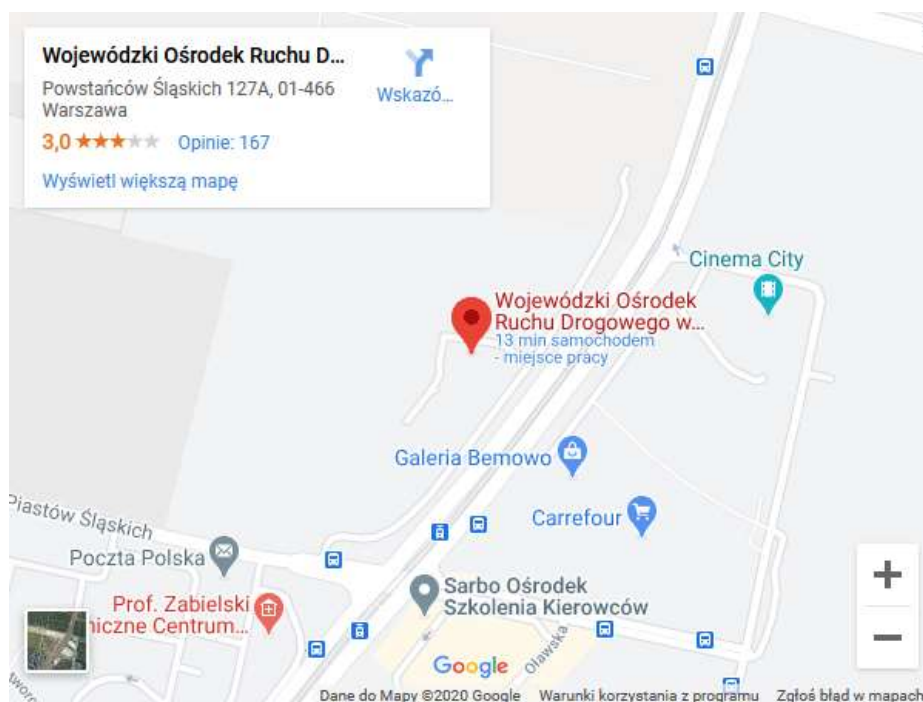 Wojewódzki Ośrodek Ruchu D...
Powstańców Śląskich 127A, 01-466
Warszawa
3,0
Opinie: 167
Wyświetl większą mapę
Wskazó...
Cinema City
Wojewódzki Ośrodek
Ruchu Drogowego w...
13 min samochodem
- miejsce pracy
Galeria Bemowo
Carrefour
Piastów Śląskich
Poczta Polska
Sarbo Ośrodek
Szkolenia Kierowców
Prof. Zabielski
niczne Centrum...
Oławska
Google
+
−
Dane do Mapy ©2020 Google
Warunki korzystania z programu
Zgłoś błąd w mapach